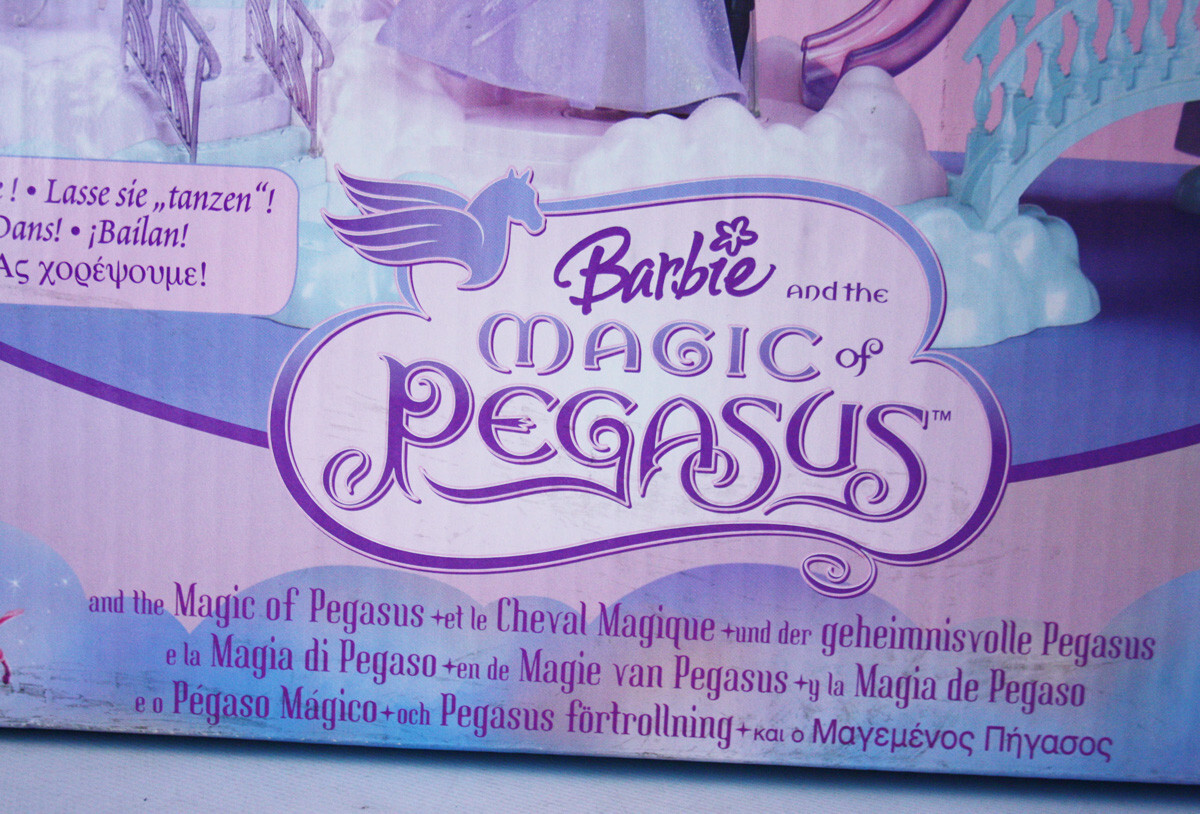 ! • Lasse sie „tanzen“!
Dans! • ¡Bailan!
Ας χορέψουμε!
Barbie and the
MAGIC of
PEGASUS™
and the Magic of Pegasus + et le Cheval Magique + und der geheimnisvolle Pegasus
e la Magia di Pegaso + en de Magie van Pegasus + y la Magia de Pegaso
e o Pégaso Mágico + och Pegasus förtrollning + και ο Μαγεμένος Πήγασος